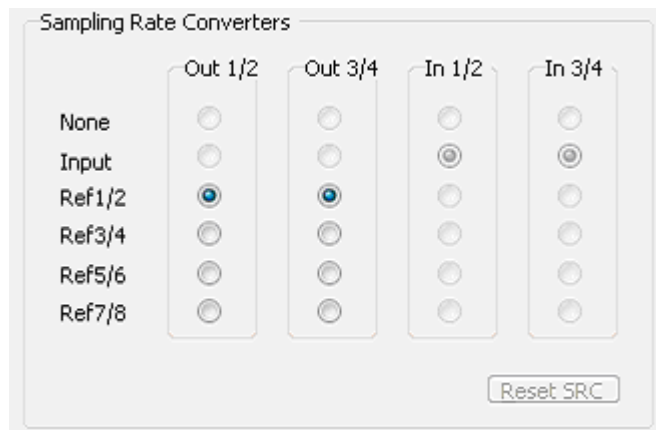 Sampling Rate Converters
Out 1/2 Out 3/4 In 1/2 In 3/4
None
Input
Ref1/2
Ref3/4
Ref5/6
Ref7/8
Reset SRC